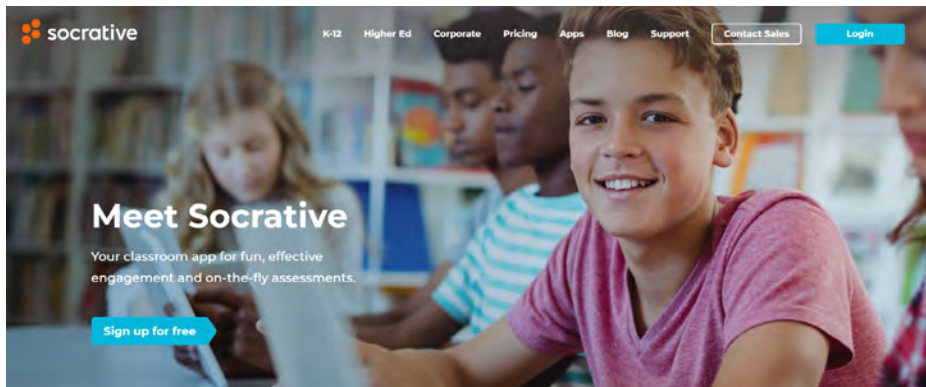 socrative
K-12 Higher Ed Corporate Pricing Apps Blog Support Contact Sales Login
Meet Socrative
Your classroom app for fun, effective
engagement and on-the-fly assessments.
Sign up for free